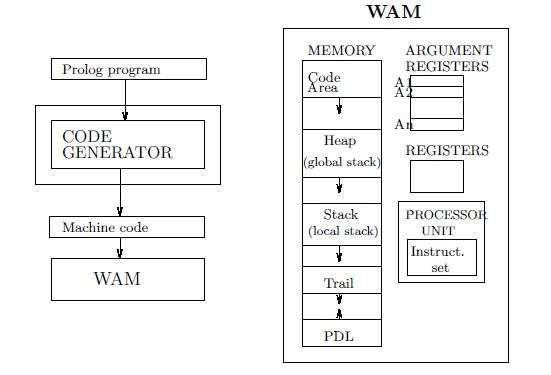 WAM
Prolog program
CODE
GENERATOR
Machine code
WAM
MEMORY
Code
Area
Heap
(global stack)
Stack
(local stack)
Trail
PDL
ARGUMENT
REGISTERS
A1
A2
An
REGISTERS
PROCESSOR
UNIT
Instruct.
set